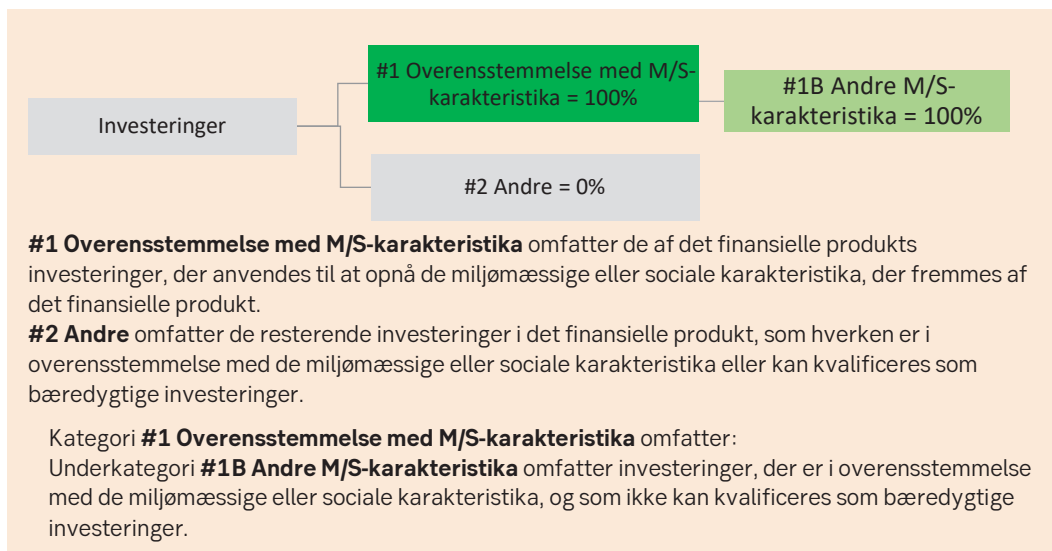 Investeringer
#1 Overensstemmelse med M/S-
karakteristika = 100%
#1B Andre M/S-
karakteristika = 100%
#2 Andre = 0%
#1 Overensstemmelse med M/S-karakteristika omfatter de af det finansielle produkts
investeringer, der anvendes til at opnå de miljømæssige eller sociale karakteristika, der fremmes af
det finansielle produkt.
#2 Andre omfatter de resterende investeringer i det finansielle produkt, som hverken er i
overensstemmelse med de miljømæssige eller sociale karakteristika eller kan kvalificeres som
bæredygtige investeringer.
Kategori #1 Overensstemmelse med M/S-karakteristika omfatter:
Underkategori #1B Andre M/S-karakteristika omfatter investeringer, der er i overensstemmelse
med de miljømæssige eller sociale karakteristika, og som ikke kan kvalificeres som bæredygtige
investeringer.